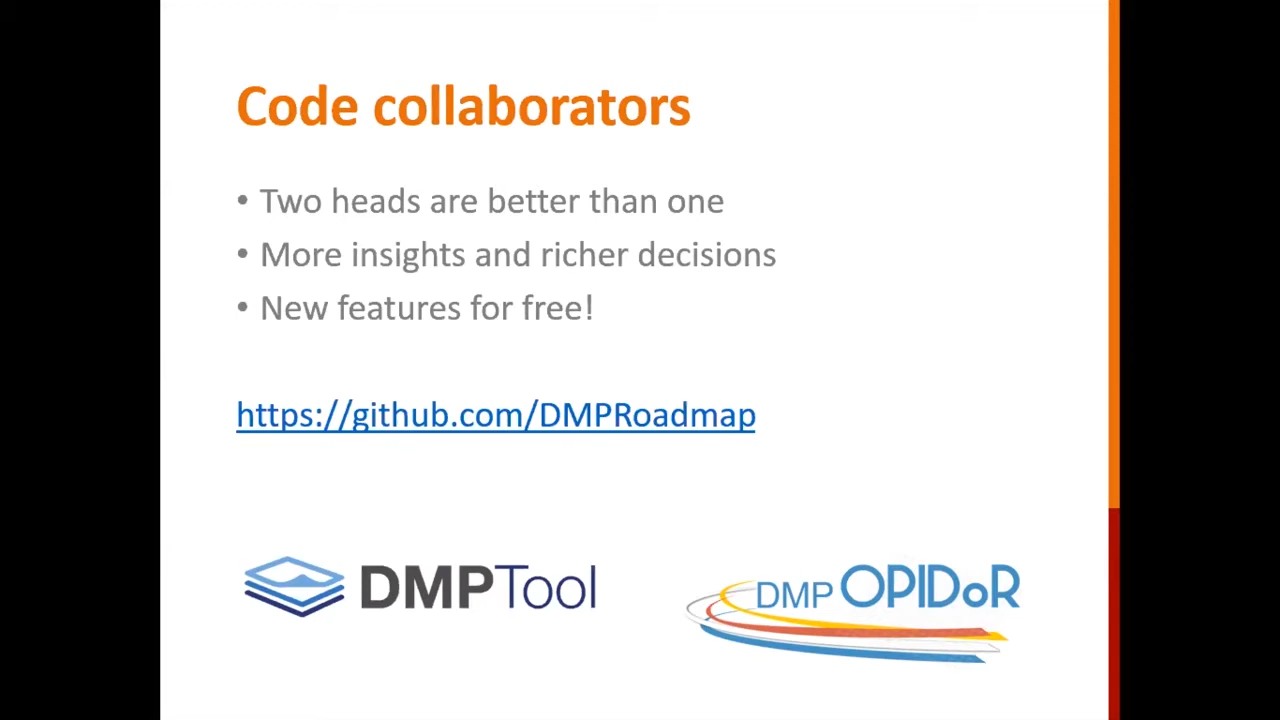 Code collaborators
• Two heads are better than one
• More insights and richer decisions
• New features for free!
https://github.com/DMPRoadmap
DMPTool
DMP OPIDoR